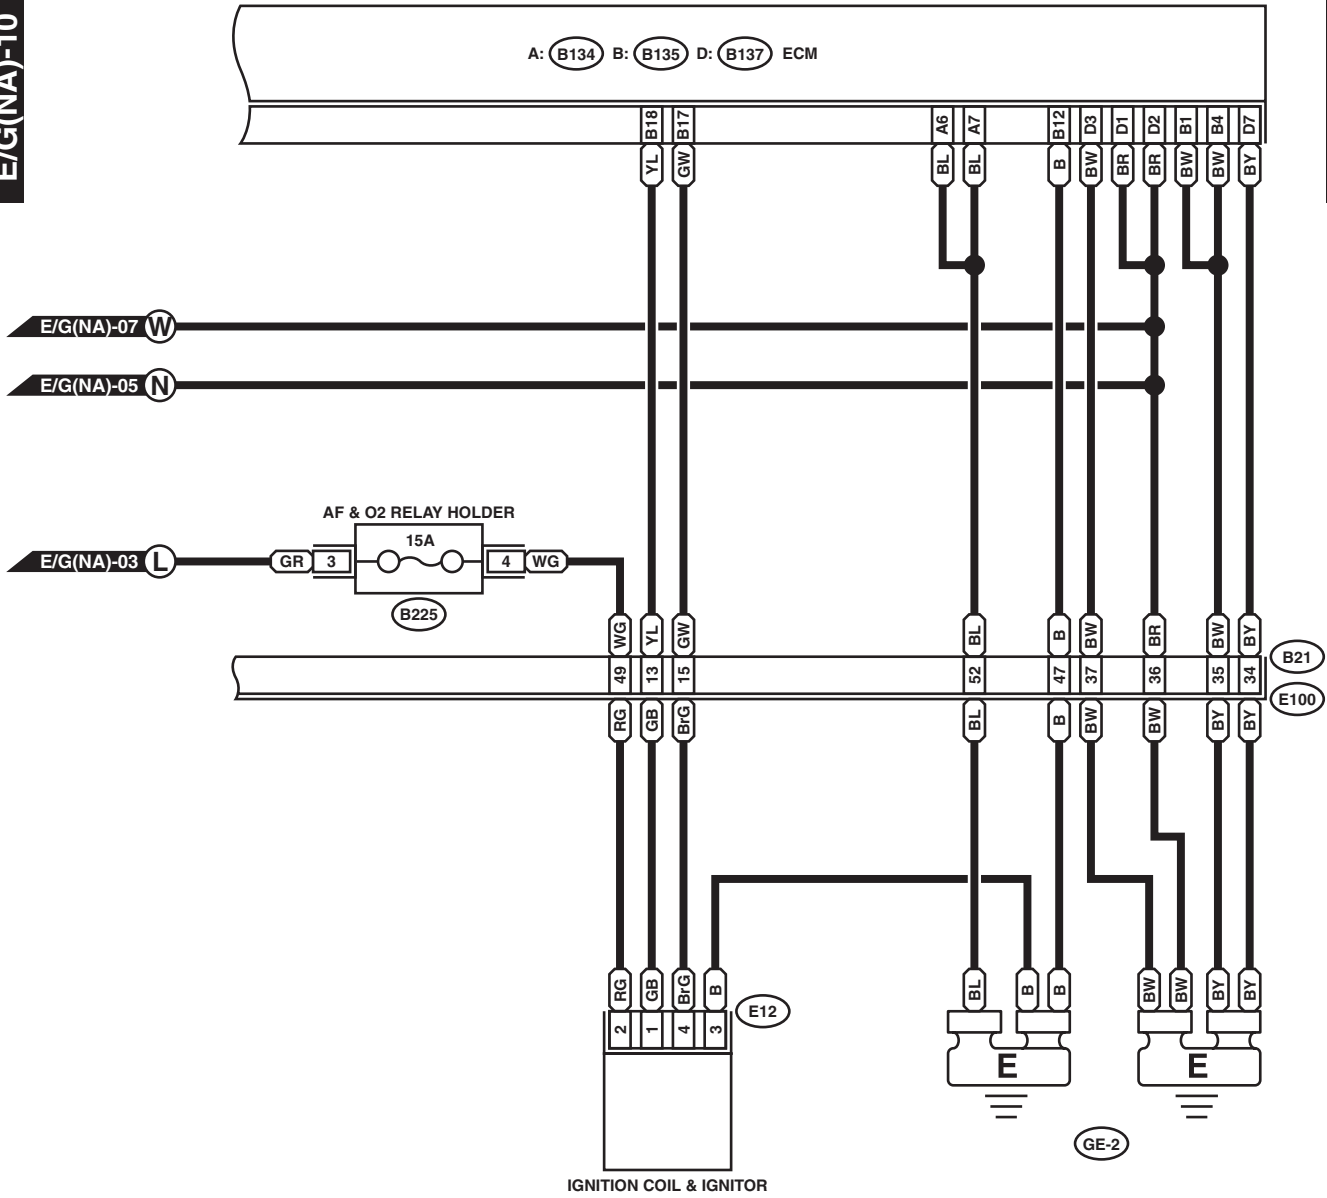 E/G(NA)-10
A: B134 B: B135 D: B137 ECM
B18 B17 A6 A7 B12 D3 D1 D2 B1 B4 D7
YL GW BL BL B BW BR BR BW BW BY
E/G(NA)-07 W
E/G(NA)-05 N
AF & O2 RELAY HOLDER
15A
E/G(NA)-03 L GR 3 4 WG
B225
WG YL GW BL B BW BR BW BY
B21
49 13 15 52 47 37 36 35 34
E100
RG GB BrG BL B BW BW BY BY
RG GB BrG B BL B B BW BW BY BY
E12
2 1 4 3
E E
GE-2
IGNITION COIL & IGNITOR